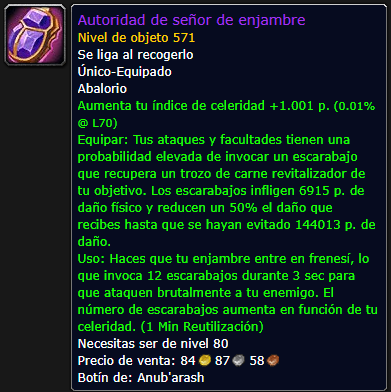 Autoridad de señor de enjambre
Nivel de objeto 571
Se liga al recogerlo
Único-Equipado
Abalorio
Aumenta tu índice de celeridad +1.001 p. (0.01%
@ L70)
Equipar: Tus ataques y facultades tienen una
probabilidad elevada de invocar un escarabajo
que recupera un trozo de carne revitalizador de
tu objetivo. Los escarabajos infligen 6915 p. de
daño físico y reducen un 50% el daño que
recibes hasta que se hayan evitado 144013 p. de
daño.
Uso: Haces que tu enjambre entre en frenesí, lo
que invoca 12 escarabajos durante 3 sec para
que ataquen brutalmente a tu enemigo. El
número de escarabajos aumenta en función de tu
celeridad. (1 Min Reutilización)
Necesitas ser de nivel 80
Precio de venta: 84 87 58
Botín de: Anub'arash